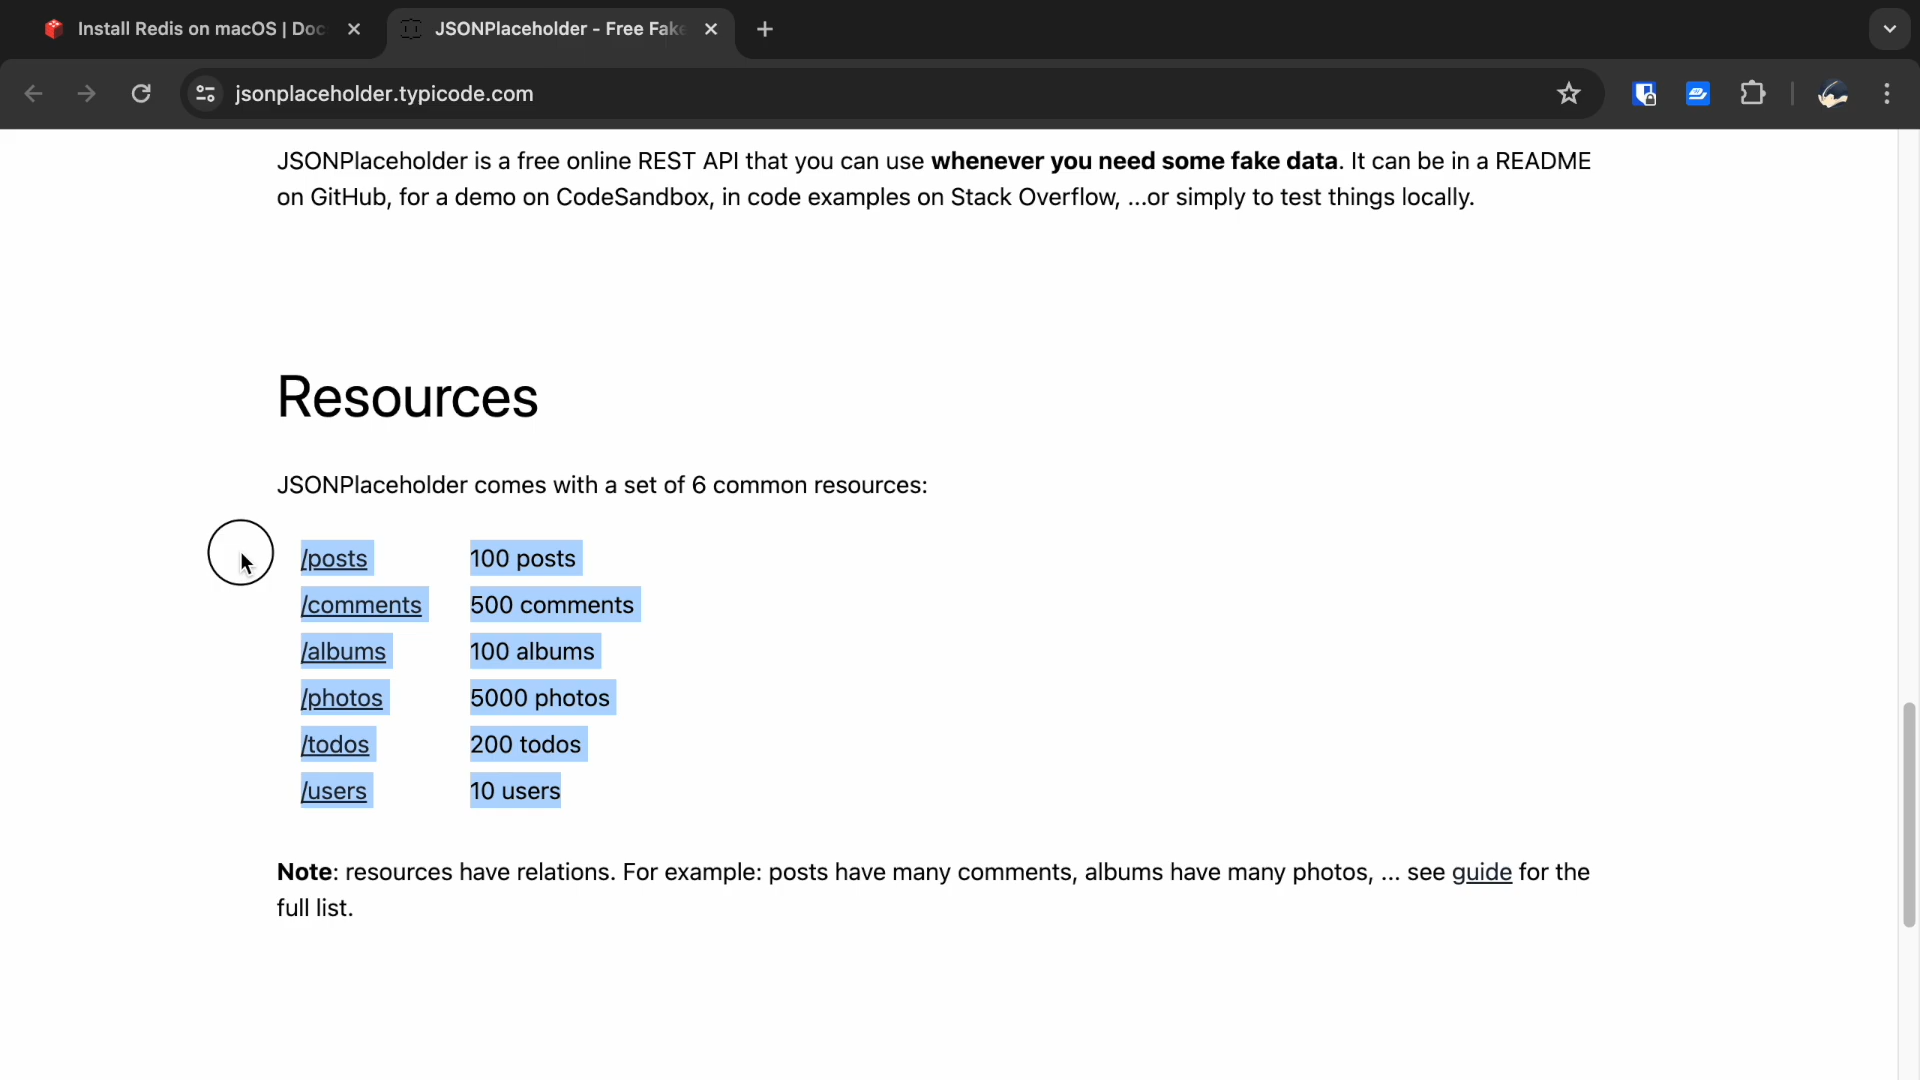 Install Redis on macOS | Doc
JSONPlaceholder - Free Fake
jsonplaceholder.typicode.com
JSONPlaceholder is a free online REST API that you can use whenever you need some fake data. It can be in a README
on GitHub, for a demo on CodeSandbox, in code examples on Stack Overflow, ...or simply to test things locally.
Resources
JSONPlaceholder comes with a set of 6 common resources:
/posts 100 posts
/comments 500 comments
/albums 100 albums
/photos 5000 photos
/todos 200 todos
/users 10 users
Note: resources have relations. For example: posts have many comments, albums have many photos, ... see guide for the
full list.